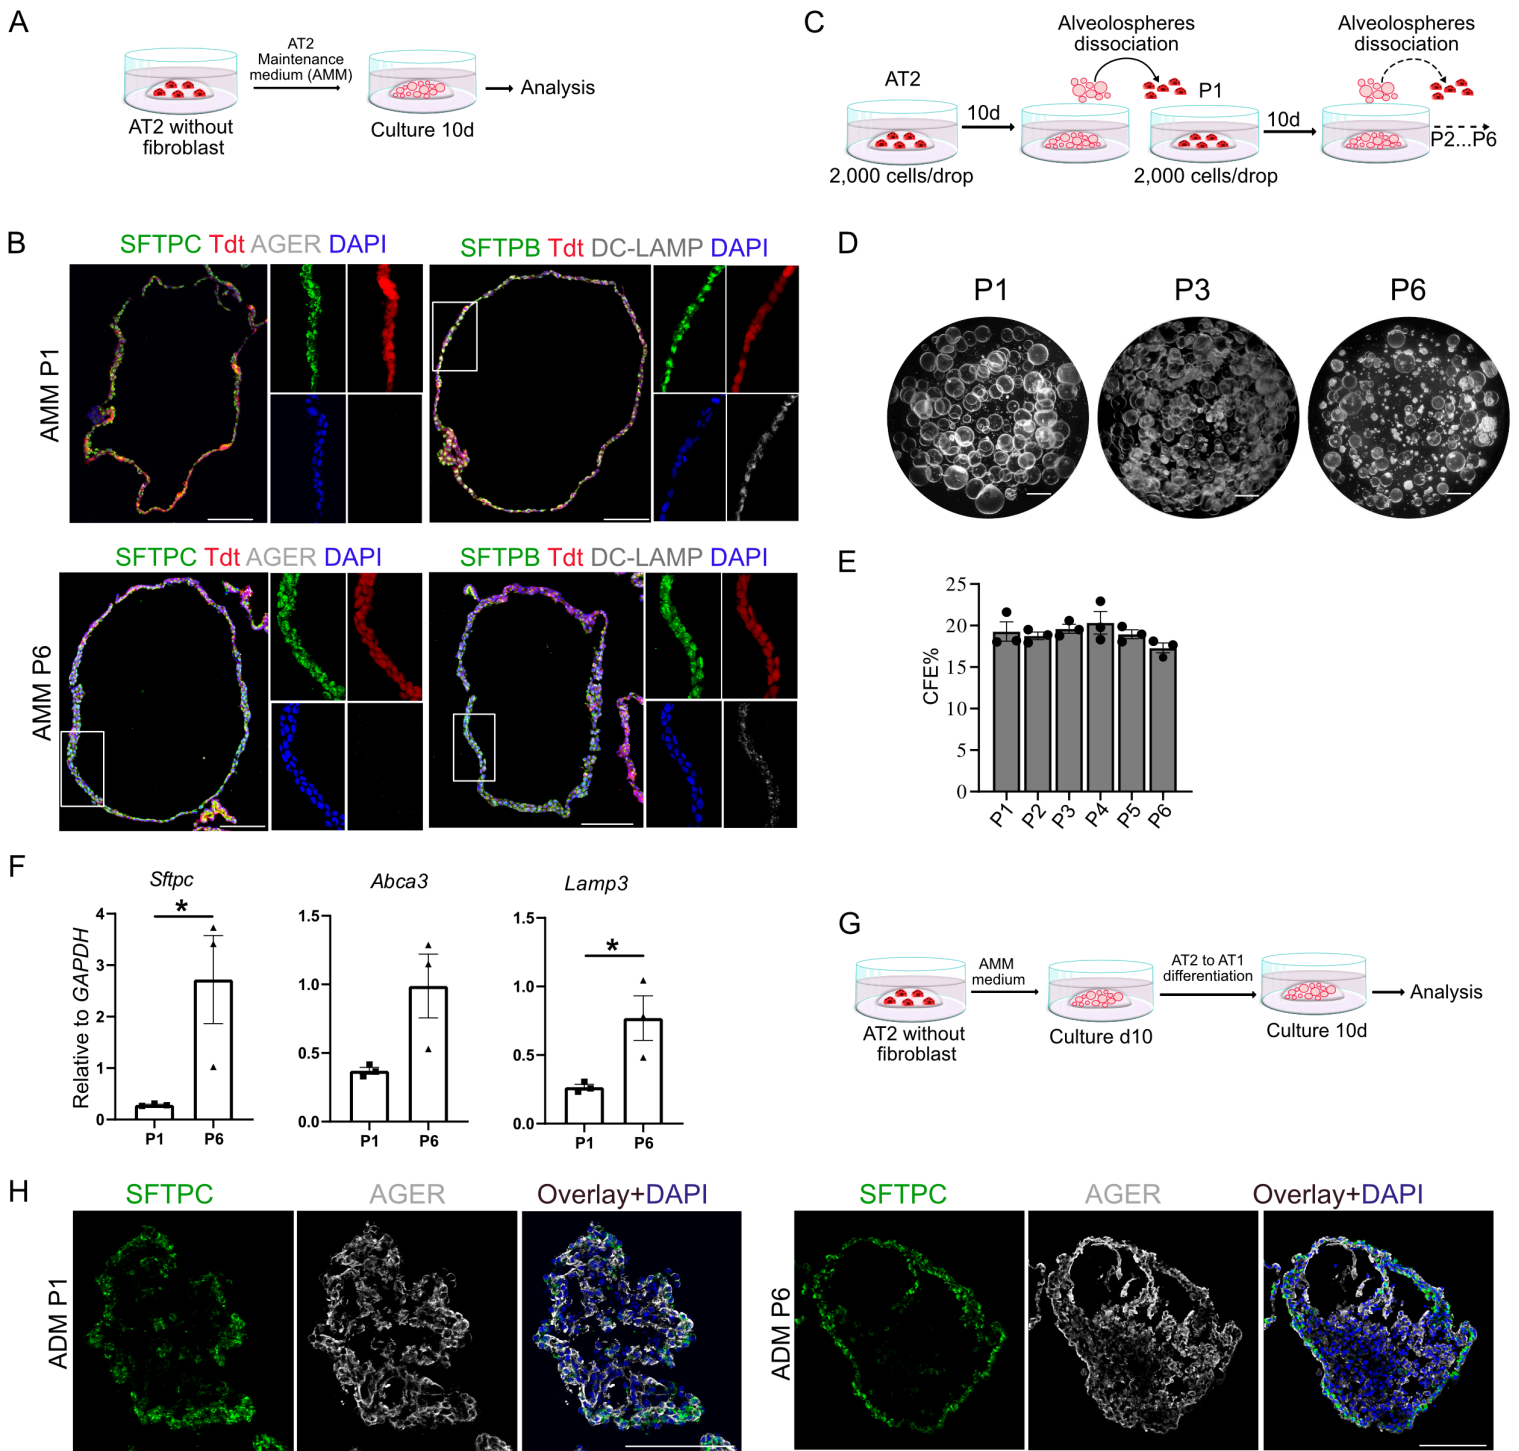 A
AT2
Maintenance
medium (AMM)
AT2 without
fibroblast
Culture 10d
Analysis
C
Alveolospheres
dissociation
Alveolospheres
dissociation
AT2
10d
P1
10d
P2...P6
2,000 cells/drop
2,000 cells/drop
B
SFTPC Tdt AGER DAPI
SFTPB Tdt DC-LAMP DAPI
AMM P1
SFTPC Tdt AGER DAPI
SFTPB Tdt DC-LAMP DAPI
AMM P6
D
P1
P3
P6
E
CFE%
25
20
15
10
5
0
P1
P2
P3
P4
P5
P6
F
Relative to GAPDH
Sftpc
*
4
3
2
1
0
P1
P6
Abca3
1.5
1.0
0.5
0.0
P1
P6
Lamp3
*
1.5
1.0
0.5
0.0
P1
P6
G
AMM
medium
AT2 to AT1
differentiation
AT2 without
fibroblast
Culture d10
Culture 10d
Analysis
H
SFTPC
AGER
Overlay+DAPI
ADM P1
SFTPC
AGER
Overlay+DAPI
ADM P6